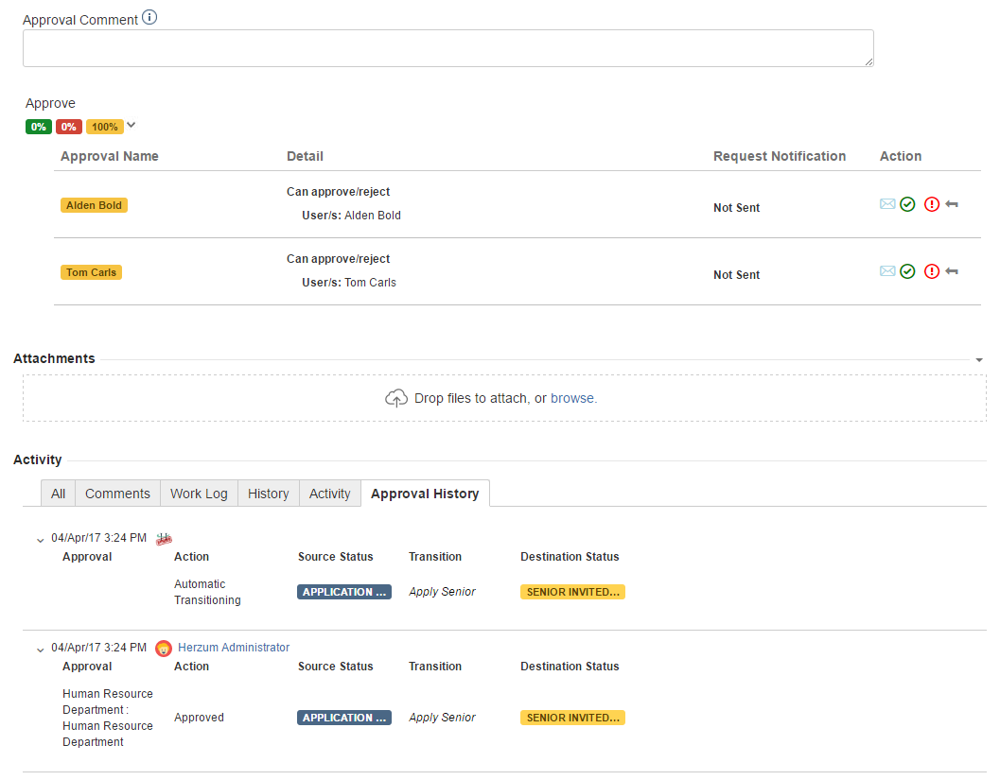 Approval Comment
Approve
0% 0% 100%
Approval Name Detail Request Notification Action
Alden Bold Can approve/reject Not Sent
User/s: Alden Bold
Tom Carls Can approve/reject Not Sent
User/s: Tom Carls
Attachments
Drop files to attach, or browse.
Activity
All Comments Work Log History Activity Approval History
04/Apr/17 3:24 PM
Approval Action Source Status Transition Destination Status
Automatic
Transitioning APPLICATION ... Apply Senior SENIOR INVITED...
04/Apr/17 3:24 PM Herzum Administrator
Approval Action Source Status Transition Destination Status
Human Resource
Department :
Human Resource
Department Approved APPLICATION ... Apply Senior SENIOR INVITED...